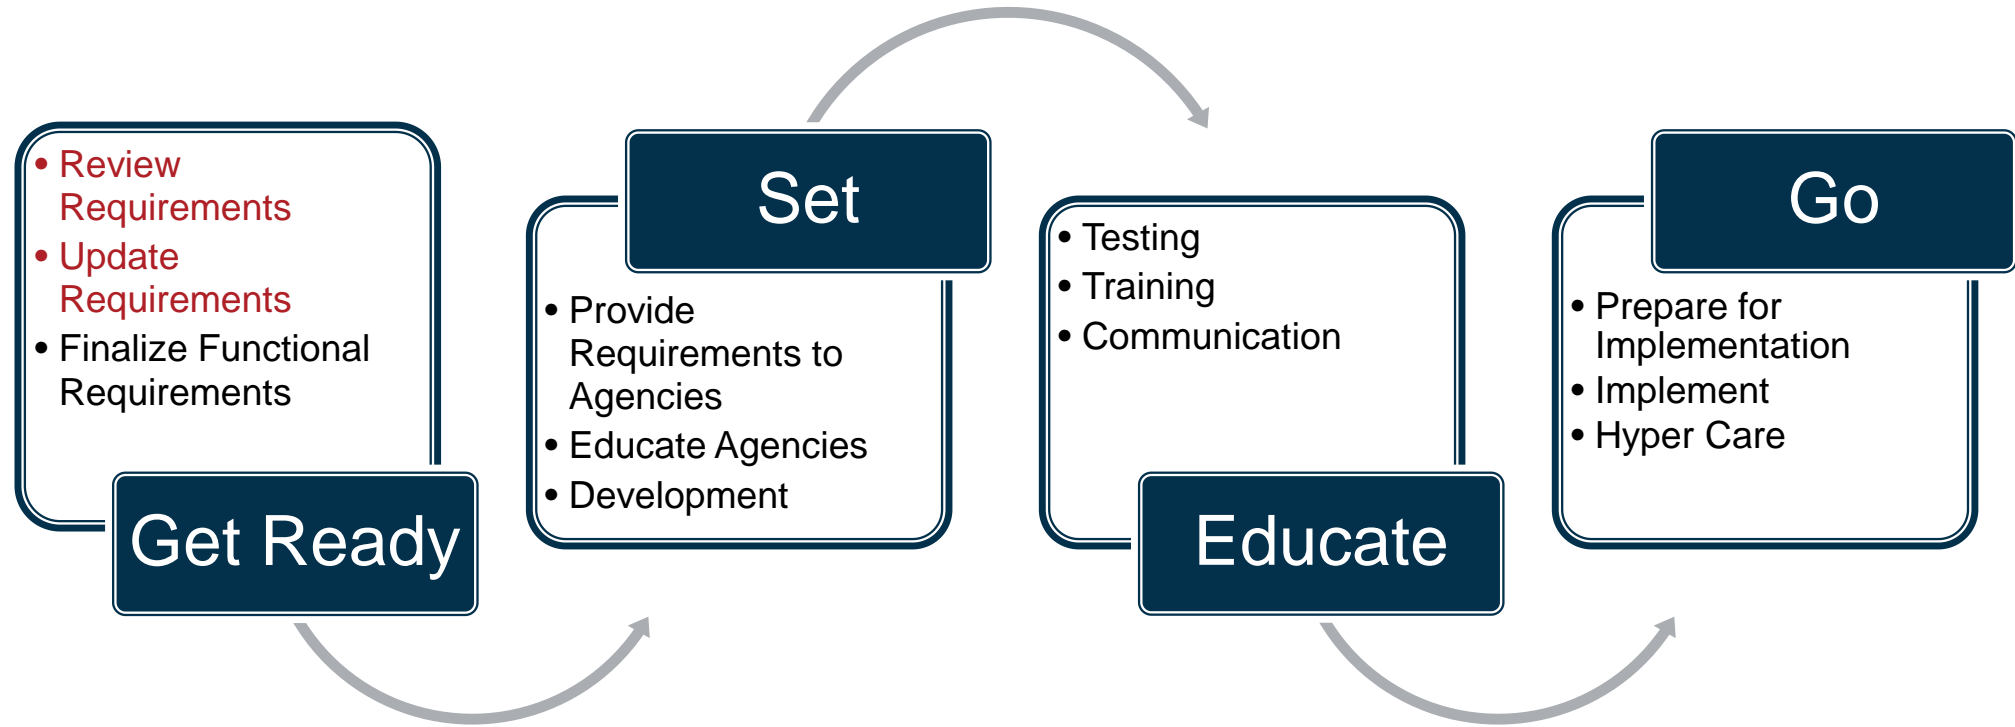 • Review
Requirements
• Update
Requirements
• Finalize Functional
Requirements
Get Ready
Set
• Provide
Requirements to
Agencies
• Educate Agencies
• Development
• Testing
• Training
• Communication
Educate
Go
• Prepare for
Implementation
• Implement
• Hyper Care